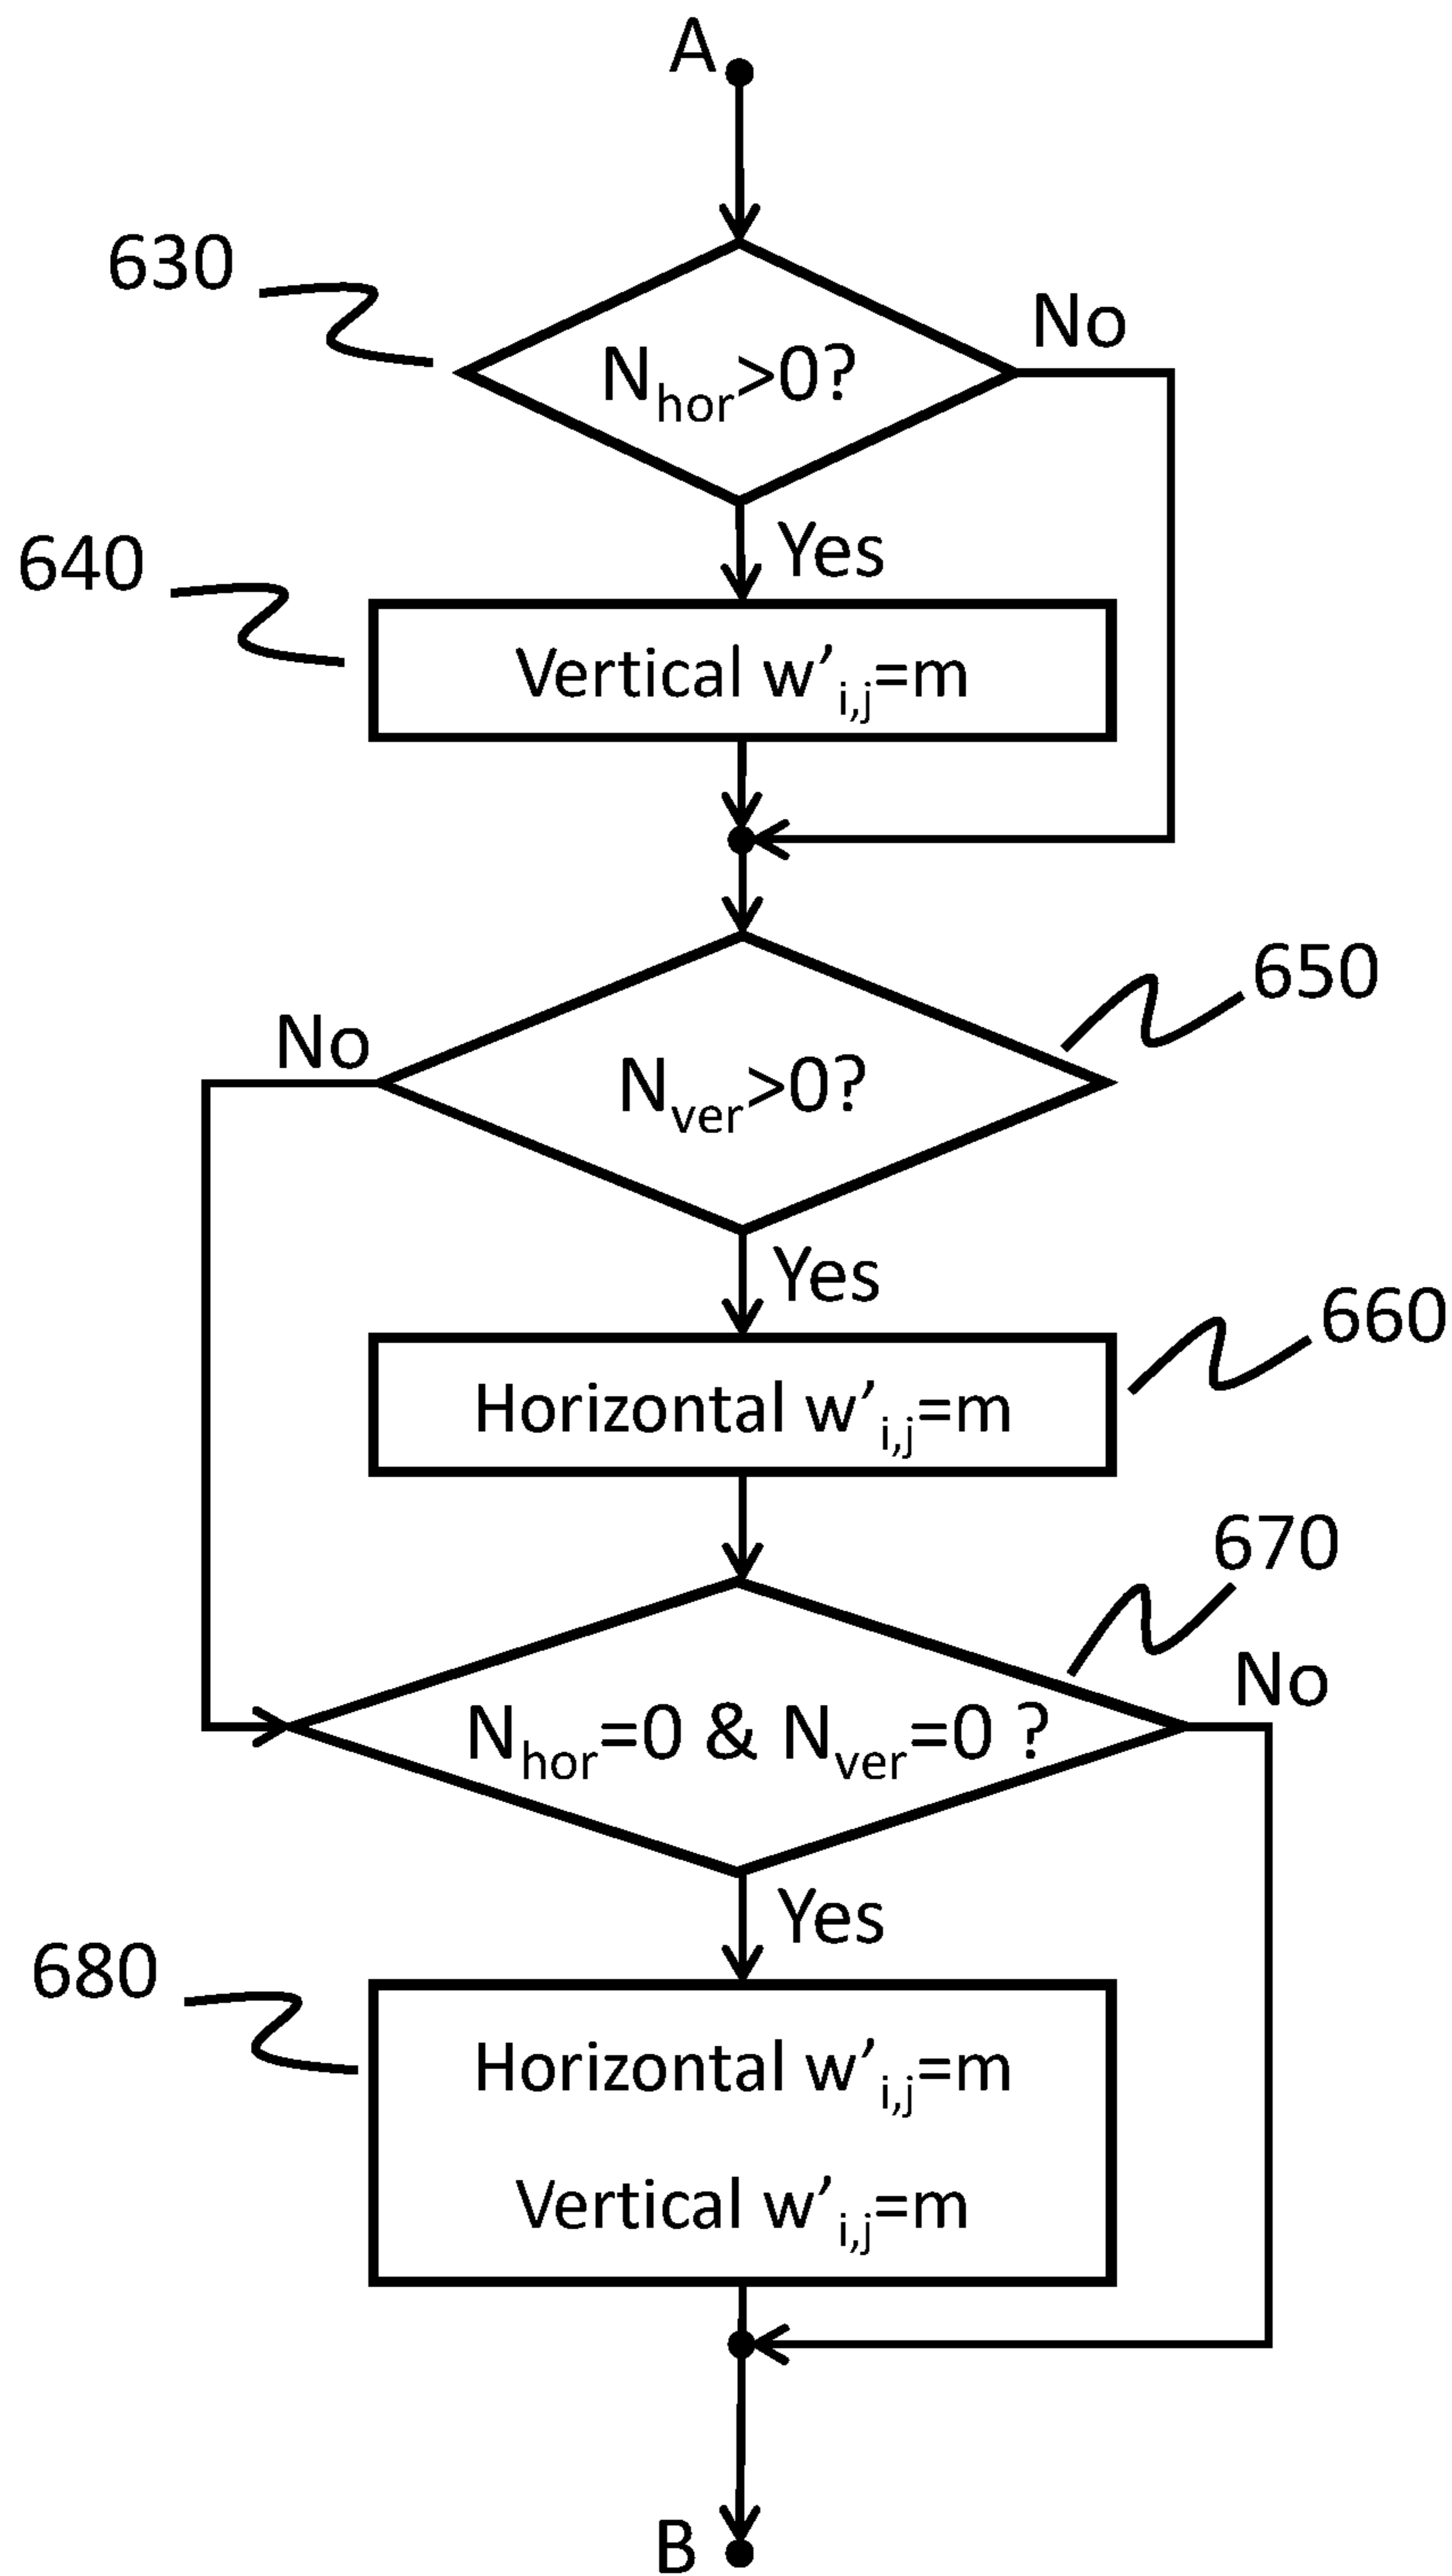 A
630
N_hor>0?
No
Yes
640
Vertical w’_i,j=m
650
No
N_ver>0?
Yes
660
Horizontal w’_i,j=m
670
No
N_hor=0 & N_ver=0 ?
Yes
680
Horizontal w’_i,j=m
Vertical w’_i,j=m
B